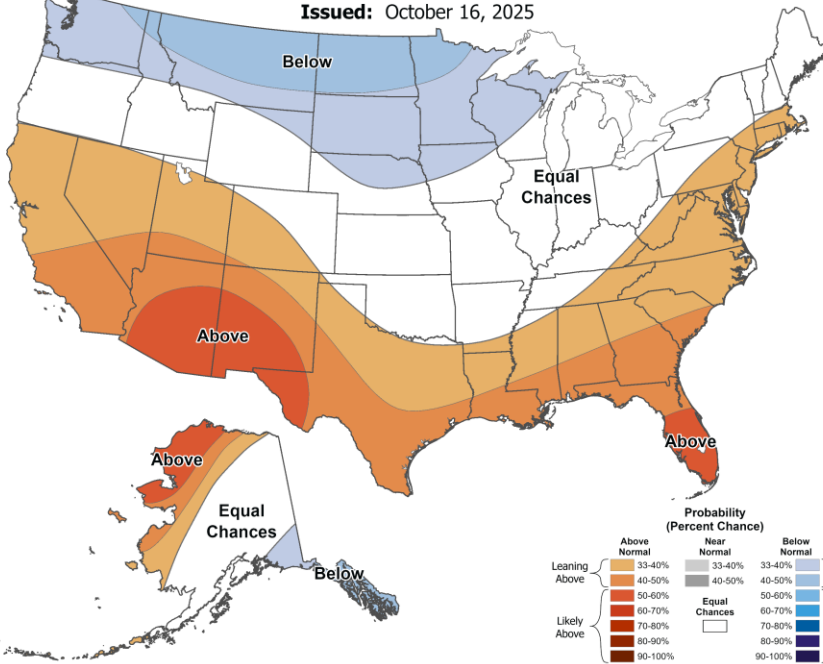 Issued: October 16, 2025
Below
Equal
Chances
Above
Above
Above
Equal
Chances
Below
Probability
(Percent Chance)
Above
Normal
Near
Normal
Below
Normal
Leaning
Above
33-40%
40-50%
33-40%
40-50%
33-40%
40-50%
Likely
Above
50-60%
60-70%
70-80%
80-90%
90-100%
Equal
Chances
50-60%
60-70%
70-80%
80-90%
90-100%